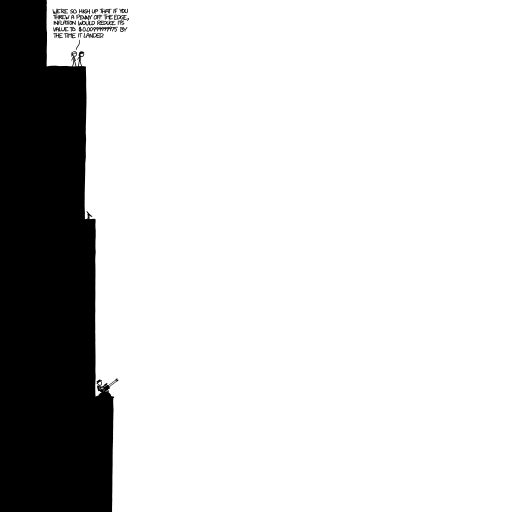 WE'RE SO HIGH UP THAT IF YOU
THREW A PENNY OFF THE EDGE,
INFLATION WOULD REDUCE ITS
VALUE TO $0.00999999975 BY
THE TIME IT LANDED